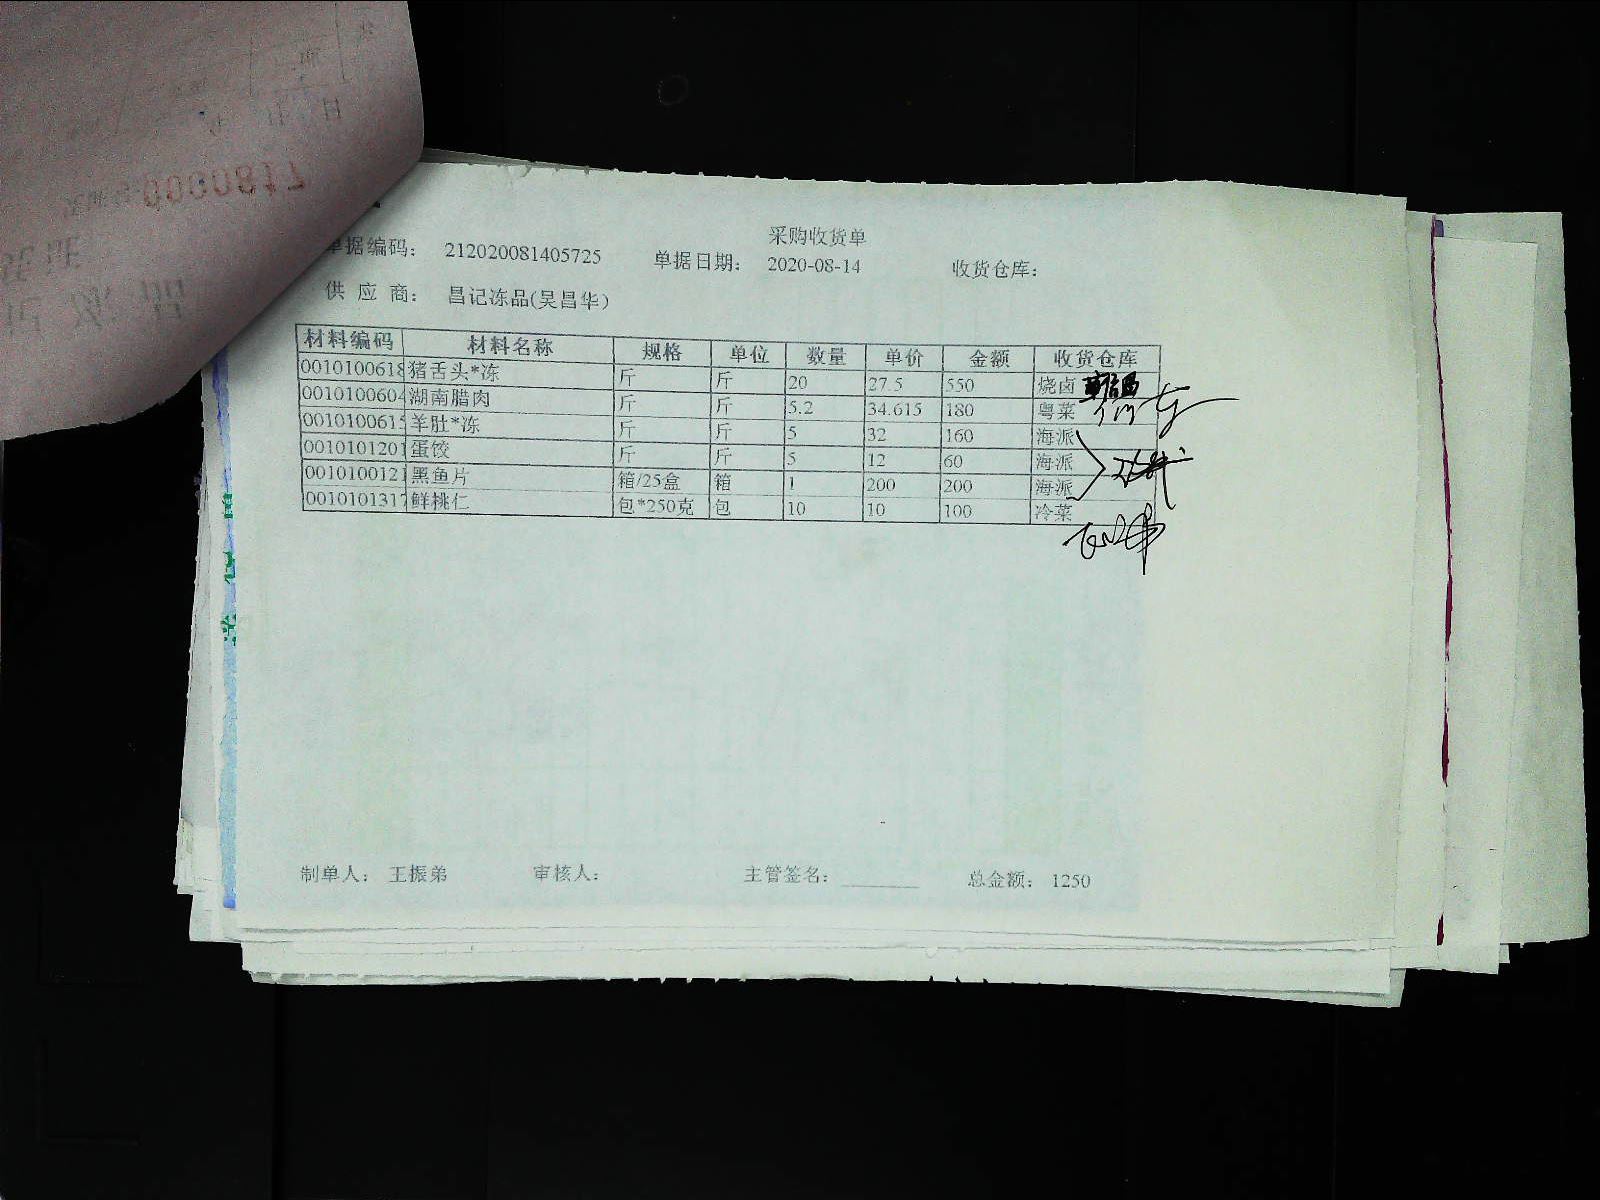 采购收货单
单据编码： 212020081405725 单据日期： 2020-08-14 收货仓库：
供 应 商： 昌记冻品(吴昌华)
材料编码 材料名称 规格 单位 数量 单价 金额 收货仓库
0010100618 猪舌头*冻 斤 斤 20 27.5 550 烧卤
0010100604 湖南腊肉 斤 斤 5.2 34.615 180 粤菜
0010100615 羊肚*冻 斤 斤 5 32 160 海派
0010101201 蛋饺 斤 斤 5 12 60 海派
0010100121 黑鱼片 箱/25盒 箱 1 200 200 海派
0010101317 鲜桃仁 包*250克 包 10 10 100 冷菜
制单人： 王振弟 审核人： 主管签名： 总金额： 1250
0000817